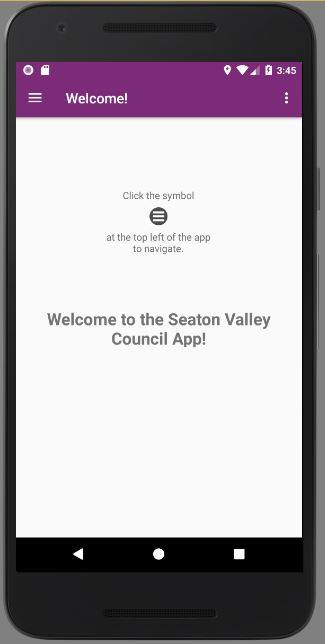 3:45
Welcome!
Click the symbol
at the top left of the app
to navigate.
Welcome to the Seaton Valley
Council App!